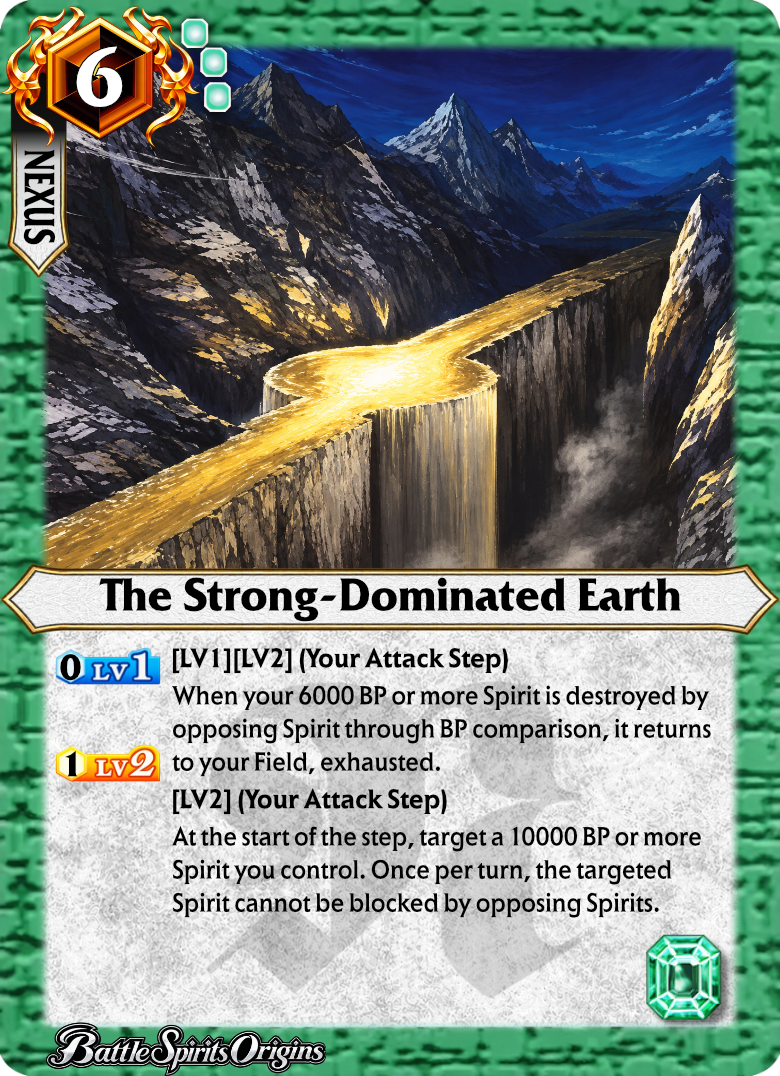 6
NEXUS
The Strong-Dominated Earth
0 LV1
[LV1][LV2] (Your Attack Step)
When your 6000 BP or more Spirit is destroyed by
opposing Spirit through BP comparison, it returns
to your Field, exhausted.
1 LV2
[LV2] (Your Attack Step)
At the start of the step, target a 10000 BP or more
Spirit you control. Once per turn, the targeted
Spirit cannot be blocked by opposing Spirits.
Battle Spirits Origins